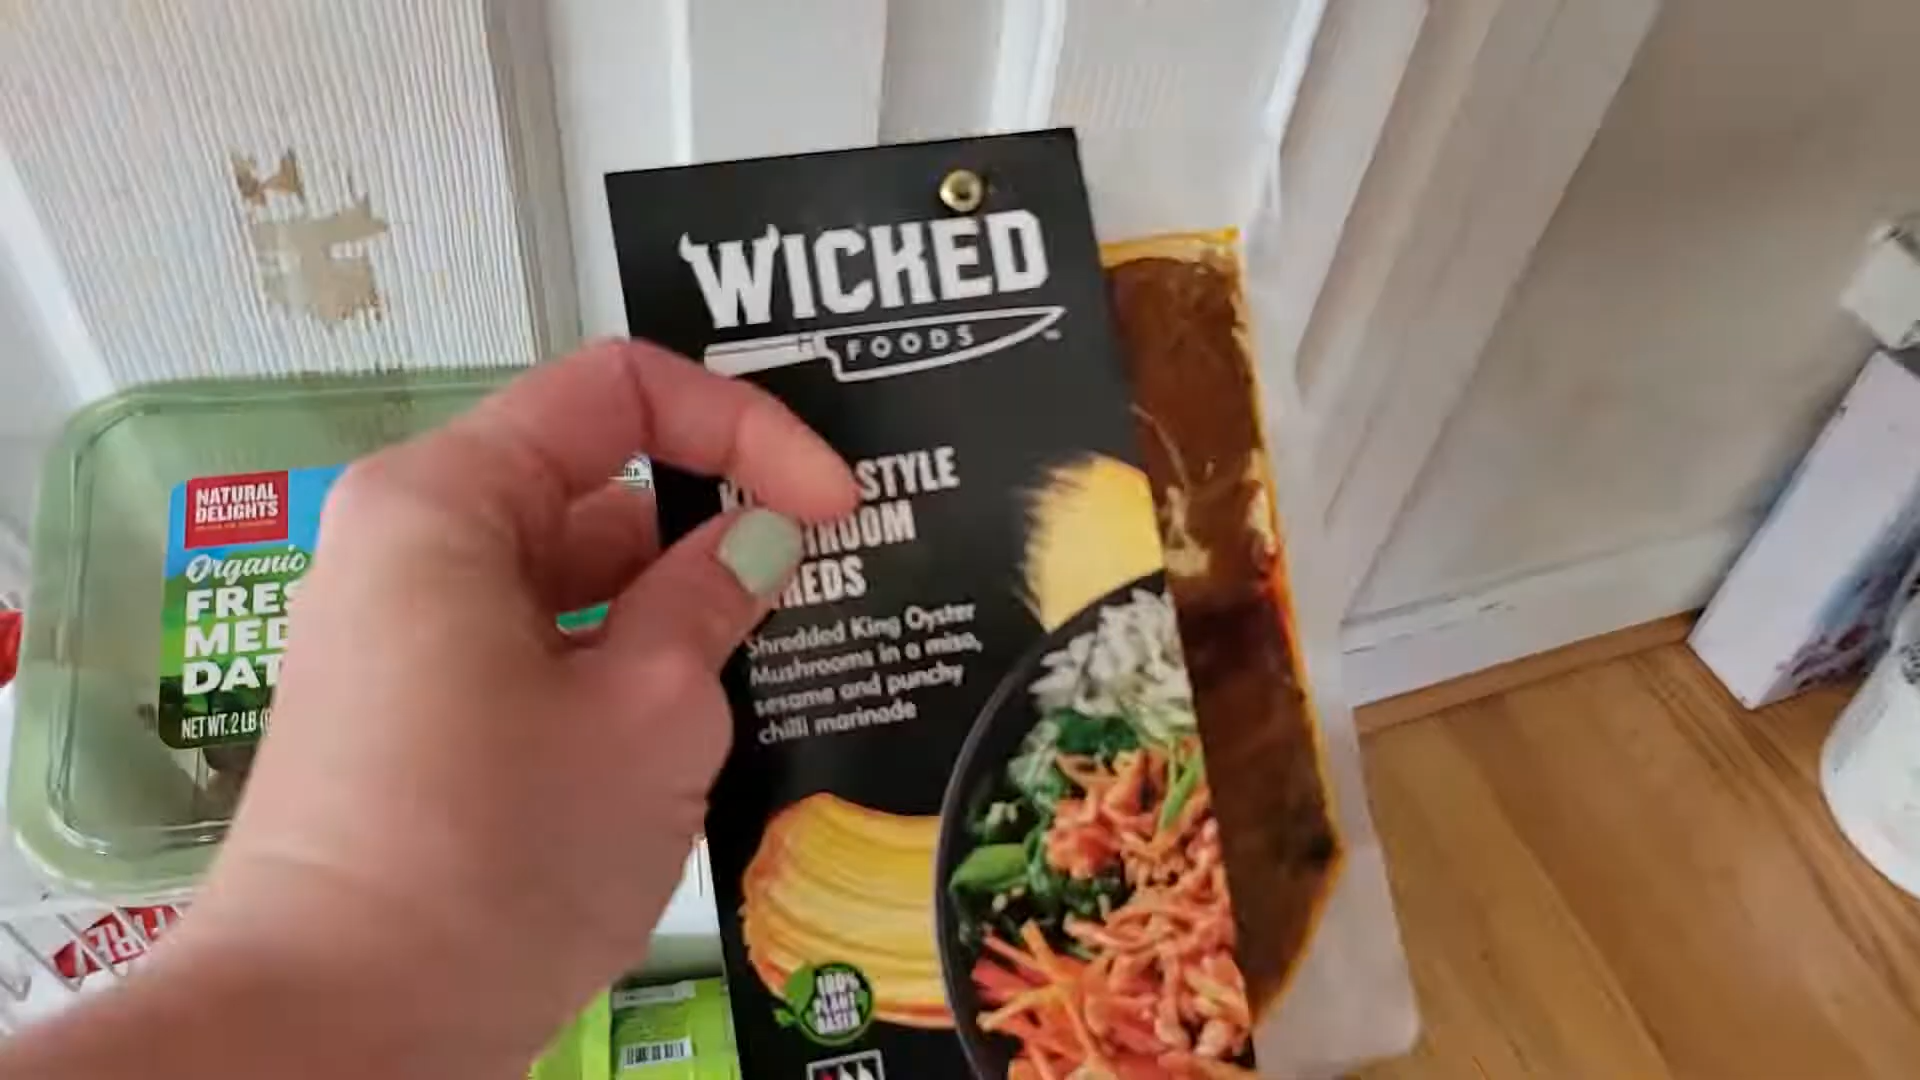 WICKED
FOODS
STYLE
Shredded King Oyster
Mushrooms in a miso,
sesame and punchy
chilli marinade
100%
PLANT
BASED
NATURAL
DELIGHTS
Organic
FRES
MED
DAT
NET WT. 2 LB